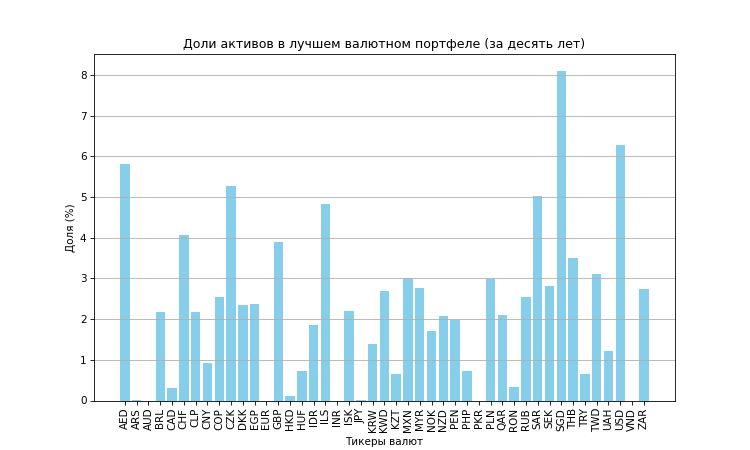 Доли активов в лучшем валютном портфеле (за десять лет)
Доля (%)
8
7
6
5
4
3
2
1
0
AED
ARS
AUD
BRL
CAD
CHF
CLP
CNY
COP
CZK
DKK
EGP
EUR
GBP
HKD
HUF
IDR
ILS
INR
ISK
JPY
KRW
KWD
KZT
MXN
MYR
NOK
NZD
PEN
PHP
PKR
PLN
QAR
RON
RUB
SAR
SEK
SGD
THB
TRY
TWD
UAH
USD
VND
ZAR
Тикеры валют